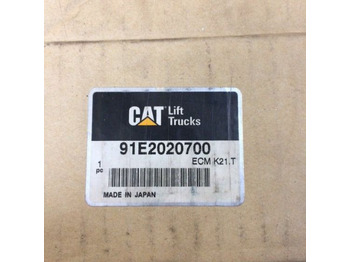 CAT Lift
Trucks
91E2020700
1
pc
ECM K21,T
MADE IN JAPAN